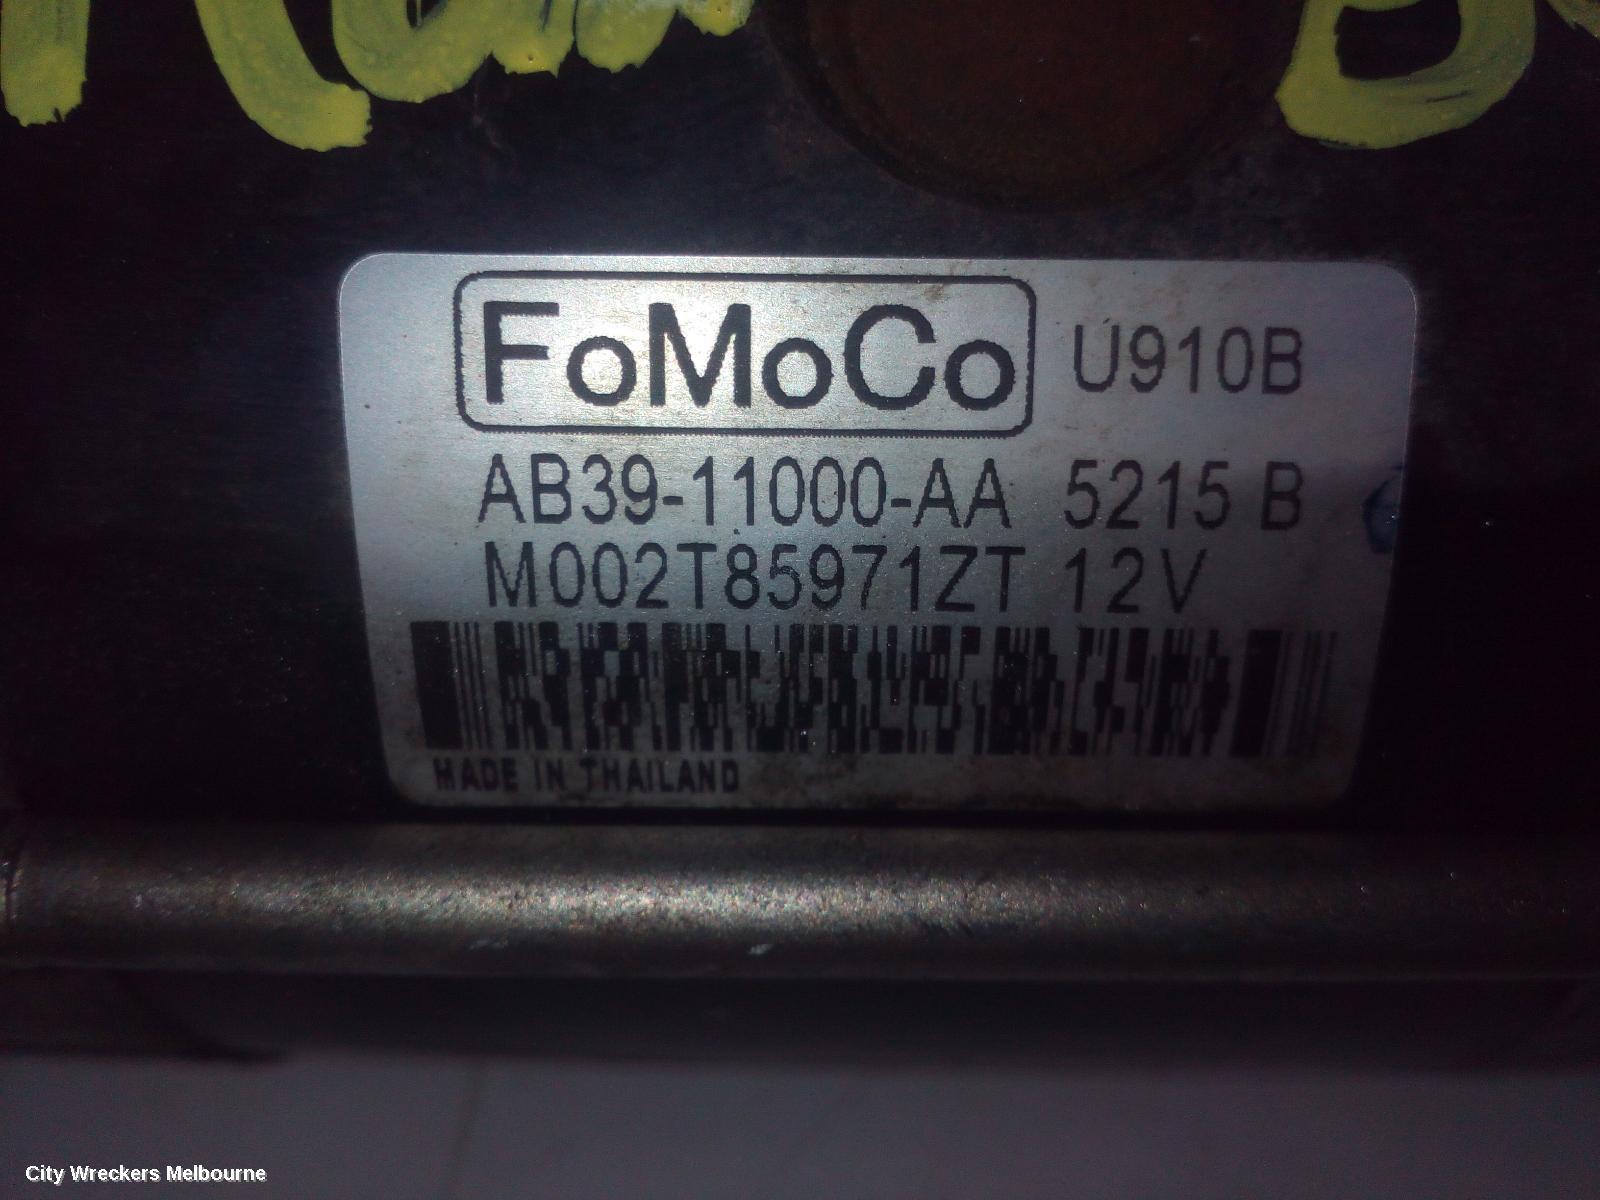 FoMoCo U910B
AB39-11000-AA 5215 B
M002T85971ZT 12V
MADE IN THAILAND
City Wreckers Melbourne